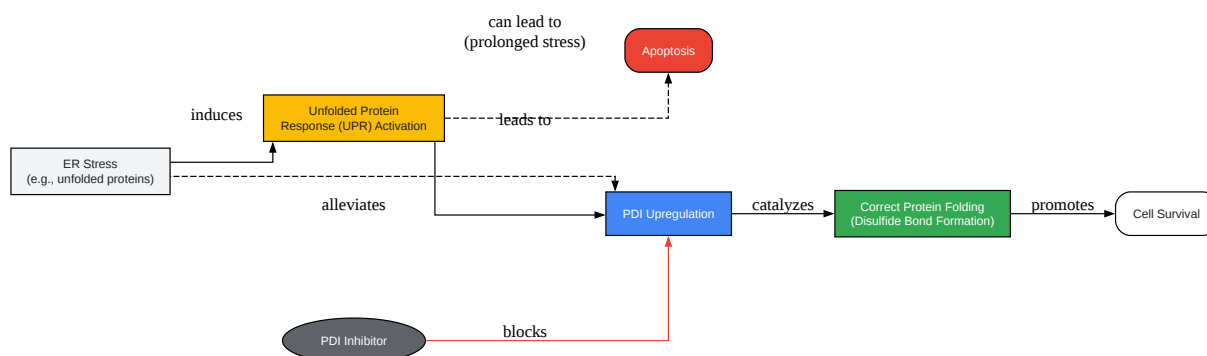 can lead to
(prolonged stress)
Apoptosis
induces
Unfolded Protein
Response (UPR) Activation
leads to
ER Stress
(e.g., unfolded proteins)
alleviates
PDI Upregulation
catalyzes
Correct Protein Folding
(Disulfide Bond Formation)
promotes
Cell Survival
PDI Inhibitor
blocks